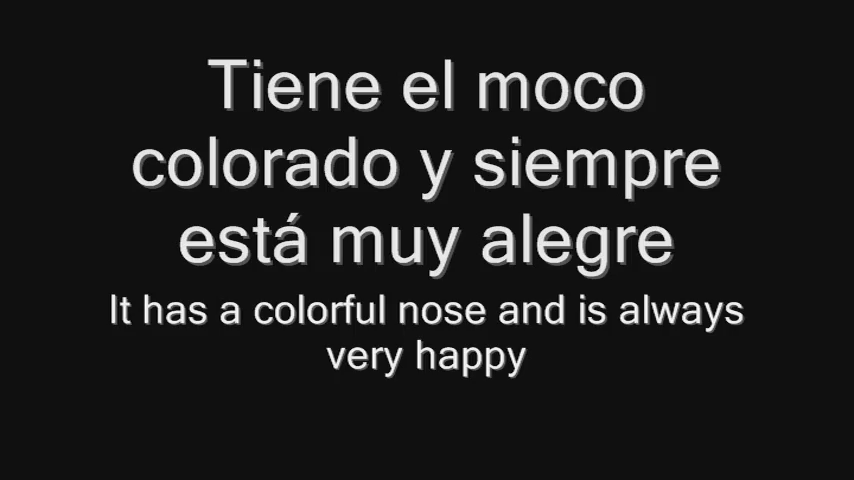 Tiene el moco
colorado y siempre
está muy alegre
It has a colorful nose and is always
very happy